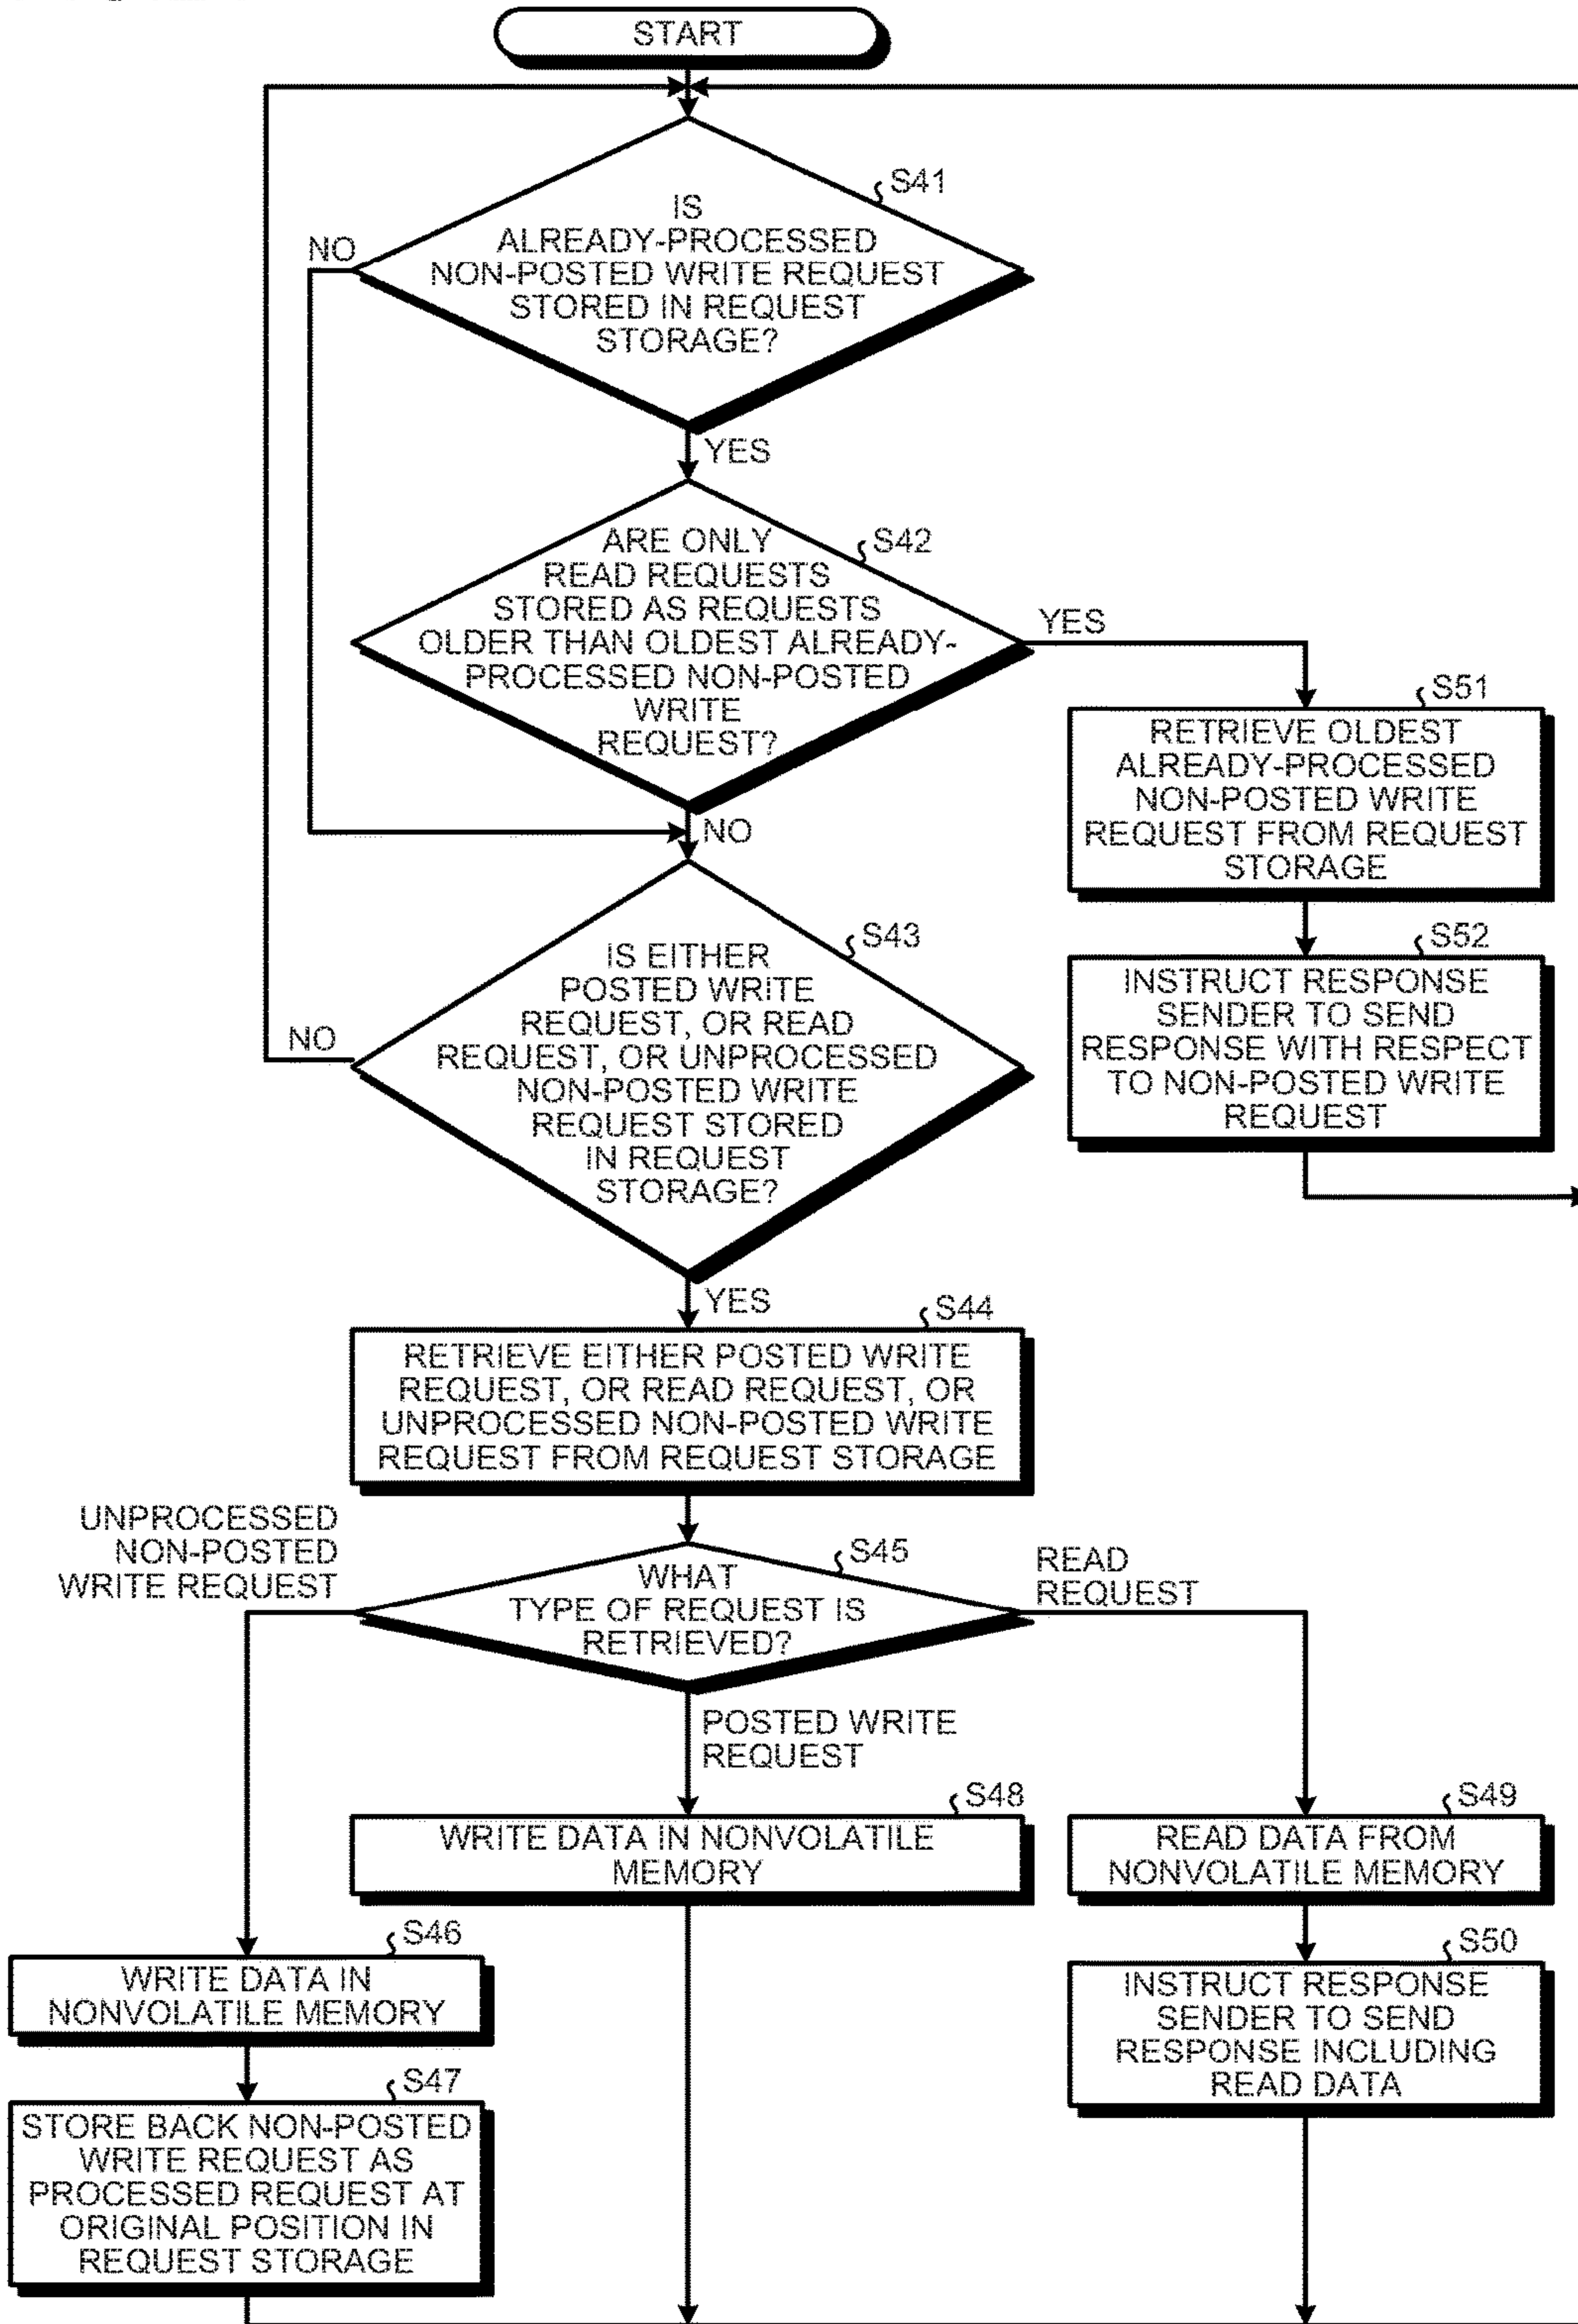 START
S41
IS
ALREADY-PROCESSED
NON-POSTED WRITE REQUEST
STORED IN REQUEST
STORAGE?
NO
YES
S42
ARE ONLY
READ REQUESTS
STORED AS REQUESTS
OLDER THAN OLDEST ALREADY-
PROCESSED NON-POSTED
WRITE
REQUEST?
YES
NO
S51
RETRIEVE OLDEST
ALREADY-PROCESSED
NON-POSTED WRITE
REQUEST FROM REQUEST
STORAGE
S52
INSTRUCT RESPONSE
SENDER TO SEND
RESPONSE WITH RESPECT
TO NON-POSTED WRITE
REQUEST
S43
IS EITHER
POSTED WRITE
REQUEST, OR READ
REQUEST, OR UNPROCESSED
NON-POSTED WRITE
REQUEST STORED
IN REQUEST
STORAGE?
NO
YES
S44
RETRIEVE EITHER POSTED WRITE
REQUEST, OR READ REQUEST, OR
UNPROCESSED NON-POSTED WRITE
REQUEST FROM REQUEST STORAGE
UNPROCESSED
NON-POSTED
WRITE REQUEST
S45
WHAT
TYPE OF REQUEST IS
RETRIEVED?
READ
REQUEST
POSTED WRITE
REQUEST
S48
WRITE DATA IN NONVOLATILE
MEMORY
S49
READ DATA FROM
NONVOLATILE MEMORY
S46
WRITE DATA IN
NONVOLATILE MEMORY
S50
INSTRUCT RESPONSE
SENDER TO SEND
RESPONSE INCLUDING
READ DATA
S47
STORE BACK NON-POSTED
WRITE REQUEST AS
PROCESSED REQUEST AT
ORIGINAL POSITION IN
REQUEST STORAGE